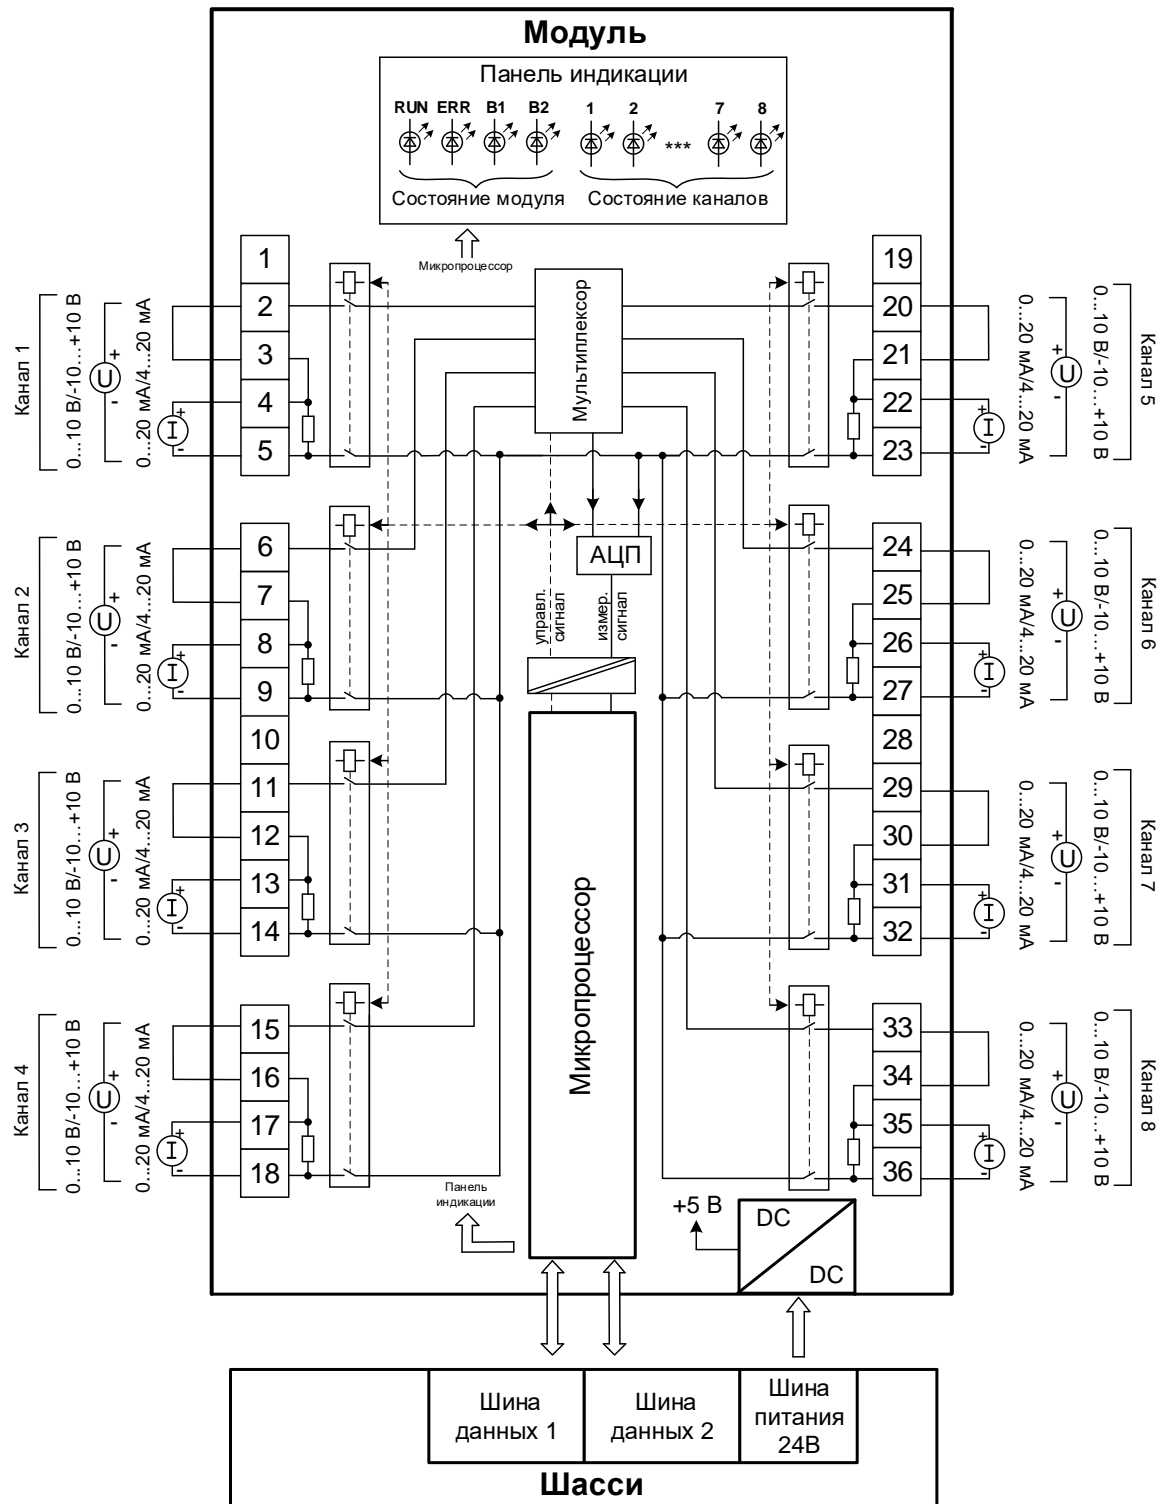 Модуль
Панель индикации
RUN ERR B1 B2 1 2 *** 7 8
Состояние модуля Состояние каналов
Микропроцессор
Мультиплексор
Канал 1
0...10 В/-10...+10 В
+ U -
0...20 мА/4...20 мА
+ I -
1
2
3
4
5
Канал 2
0...10 В/-10...+10 В
+ U -
0...20 мА/4...20 мА
+ I -
6
7
8
9
10
Канал 3
0...10 В/-10...+10 В
+ U -
0...20 мА/4...20 мА
+ I -
11
12
13
14
Канал 4
0...10 В/-10...+10 В
+ U -
0...20 мА/4...20 мА
+ I -
15
16
17
18
АЦП
управл.
сигнал
измер.
сигнал
Микропроцессор
Панель
индикации
19
20
21
22
23
+ I -
0...20 мА/4...20 мА
+ U -
0...10 В/-10...+10 В
Канал 5
24
25
26
27
28
+ I -
0...20 мА/4...20 мА
+ U -
0...10 В/-10...+10 В
Канал 6
29
30
31
32
+ I -
0...20 мА/4...20 мА
+ U -
0...10 В/-10...+10 В
Канал 7
33
34
35
36
+ I -
0...20 мА/4...20 мА
+ U -
0...10 В/-10...+10 В
Канал 8
+5 В
DC
DC
Шина
данных 1
Шина
данных 2
Шина
питания
24В
Шасси